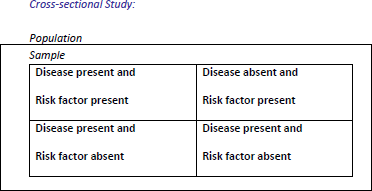 Cross-sectional Study:
Population
Sample
Disease present and
Risk factor present
Disease absent and
Risk factor present
Disease present and
Risk factor absent
Disease present and
Risk factor absent